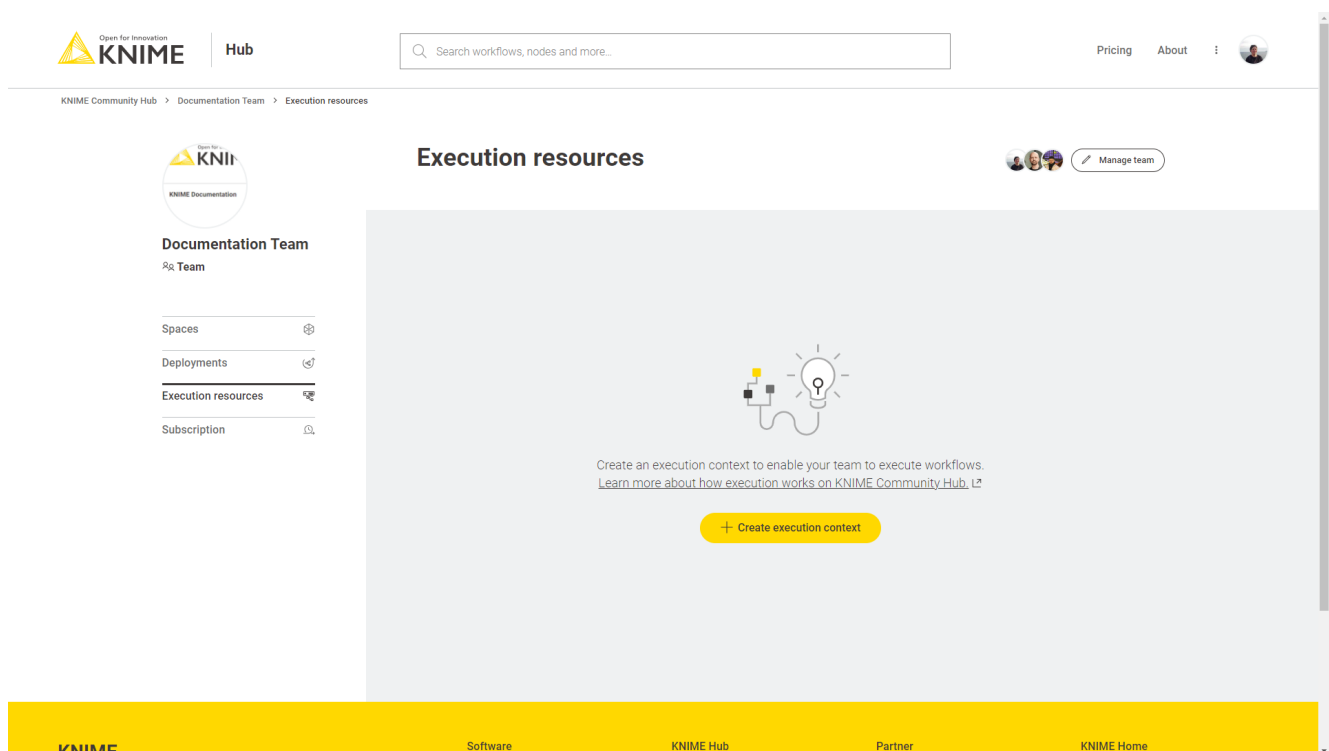 Open for Innovation
KNIME
Hub
Search workflows, nodes and more...
Pricing
About
KNIME Community Hub > Documentation Team > Execution resources
KNIME Documentation
Documentation Team
Team
Spaces
Deployments
Execution resources
Subscription
Execution resources
Manage team
Create an execution context to enable your team to execute workflows.
Learn more about how execution works on KNIME Community Hub.
Create execution context
KNIME
Software
KNIME Hub
Partner
KNIME Home